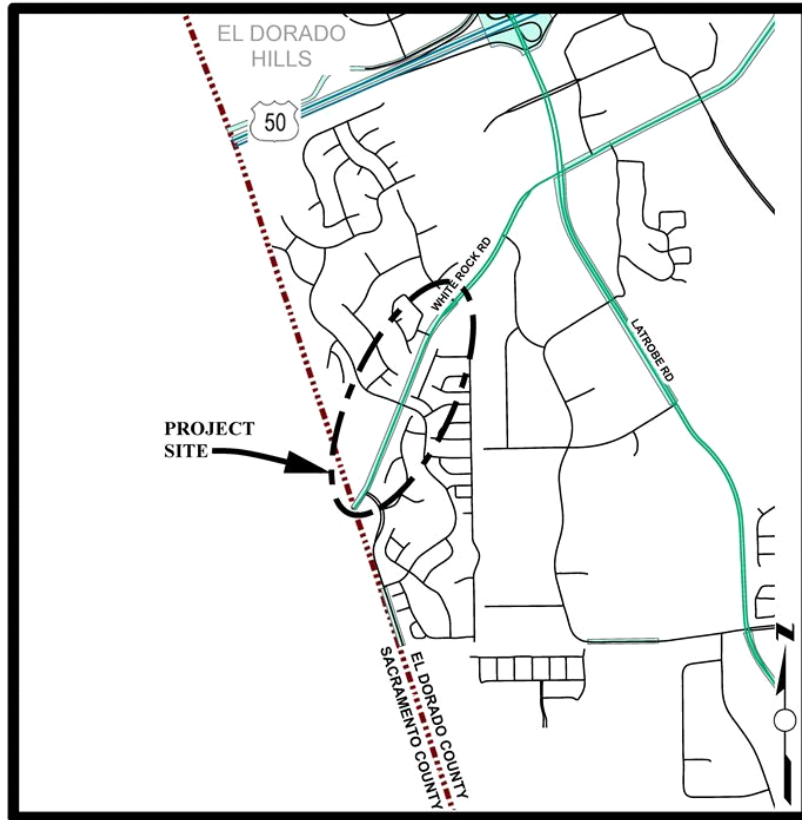 EL DORADO
HILLS
50
WHITE ROCK RD
LATROBE RD
PROJECT
SITE
EL DORADO COUNTY
SACRAMENTO COUNTY
N